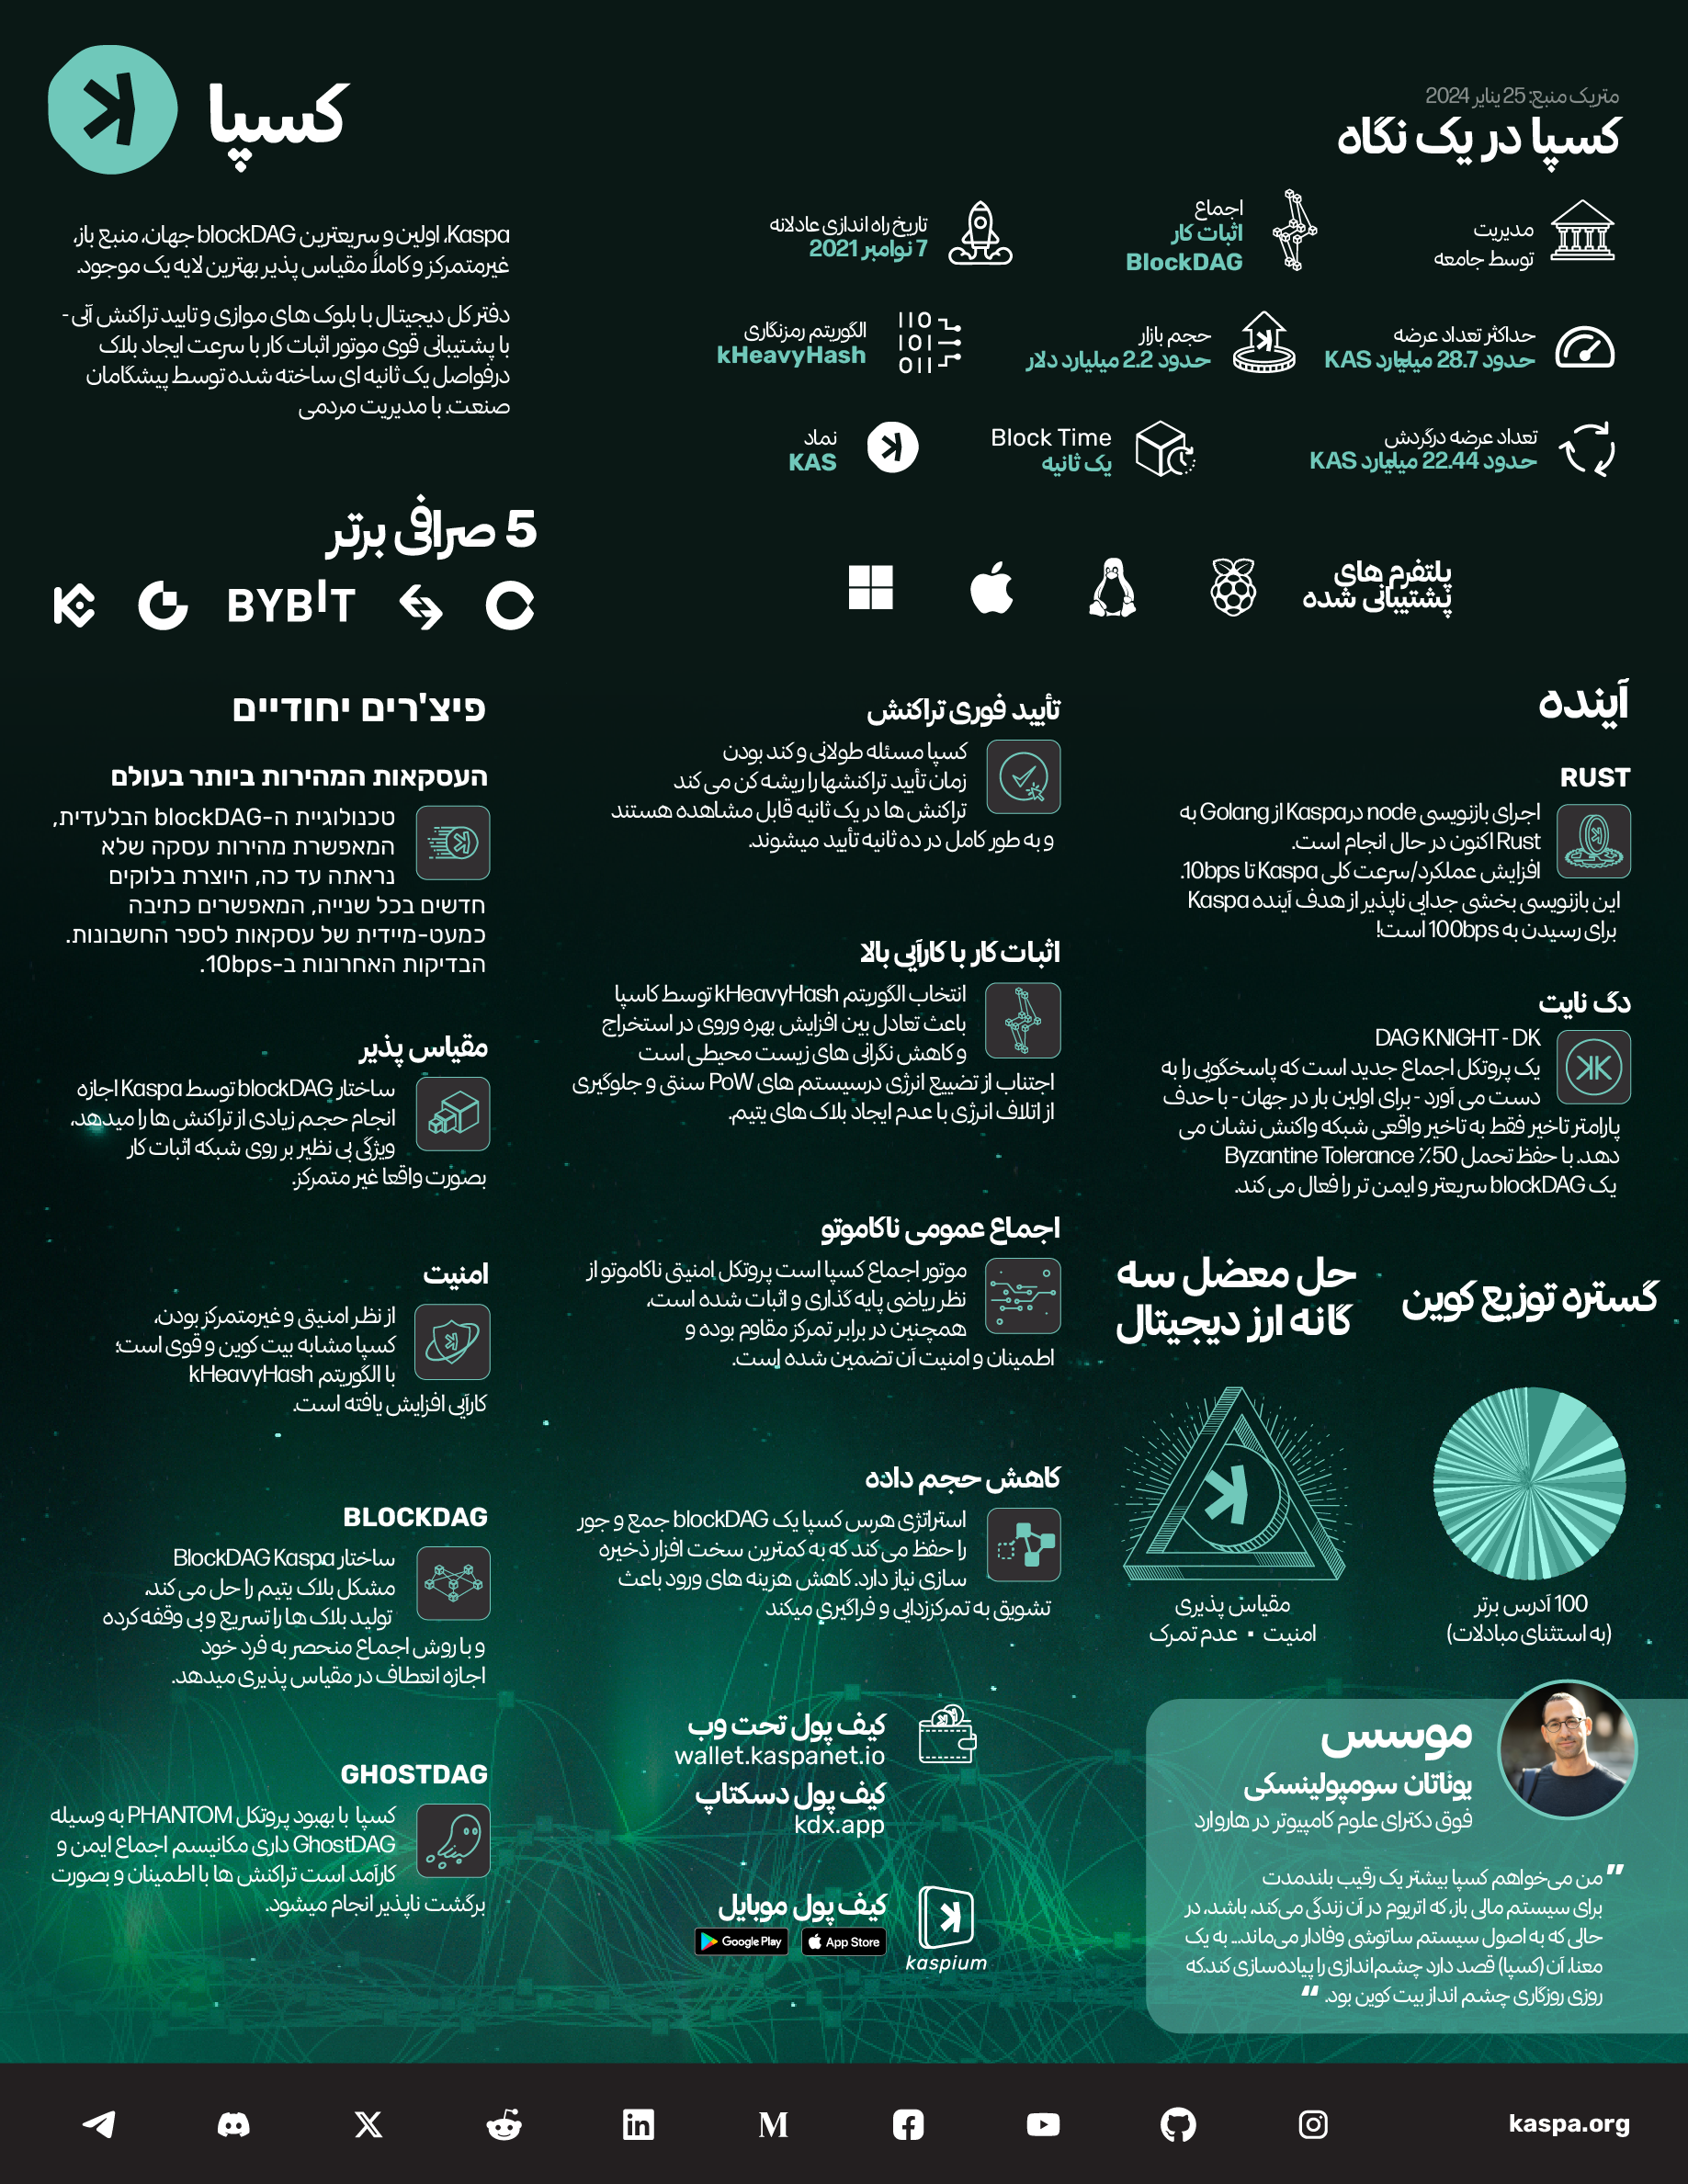 کسپا
متریک منبع: 25 ینایر 2024
کسپا در یک نگاه
مدیریت
توسط جامعه
اجماع
اثبات کار
BlockDAG
تاریخ راه اندازی عادلانه
7 نوامبر 2021
حداکثر تعداد عرضه
حدود 28.7 میلیارد KAS
حجم بازار
حدود 2.2 میلیارد دلار
الگوریتم رمزنگاری
kHeavyHash
تعداد عرضه درگردش
حدود 22.44 میلیارد KAS
Block Time
یک ثانیه
نماد
KAS
Kaspa، اولین و سریعترین blockDAG جهان، منبع باز،
غیرمتمرکز و کاملاً مقیاس پذیر بهترین لایه یک موجود.
دفتر کل دیجیتال با بلوک های موازی و تایید تراکنش آنی -
با پشتیبانی قوی موتور اثبات کار با سرعت ایجاد بلاک
درفواصل یک ثانیه ای ساخته شده توسط پیشگامان
صنعت. با مدیریت مردمی
5 صرافی برتر
BYBIT
پلتفرم های
پشتیبانی شده
آینده
RUST
اجرای بازنویسی node درKaspa از Golang به
Rust اکنون در حال انجام است.
افزایش عملکرد/سرعت کلی Kaspa تا 10bps.
این بازنویسی بخشی جدایی ناپذیر از هدف آینده Kaspa
برای رسیدن به 100bps است!
دگ نایت
DAG KNIGHT - DK
یک پروتکل اجماع جدید است که پاسخگویی را به
دست می آورد - برای اولین بار در جهان - با حذف
پارامتر تاخیر فقط به تاخیر واقعی شبکه واکنش نشان می
دهد. با حفظ تحمل 50٪ Byzantine Tolerance
یک blockDAG سریعتر و ایمن تر را فعال می کند.
تأیید فوری تراکنش
کسپا مسئله طولانی و کند بودن
زمان تأیید تراکنشها را ریشه کن می کند
تراکنش ها در یک ثانیه قابل مشاهده هستند
و به طور کامل در ده ثانیه تأیید میشوند.
اثبات کار با کارآیی بالا
انتخاب الگوریتم kHeavyHash توسط کاسپا
باعث تعادل بین افزایش بهره وروی در استخراج
و کاهش نگرانی های زیست محیطی است
اجتناب از تضییع انرژی درسیستم های PoW سنتی و جلوگیری
از اتلاف انرژی با عدم ایجاد بلاک های یتیم.
اجماع عمومی ناکاموتو
موتور اجماع کسپا است پروتکل امنیتی ناکاموتو از
نظر ریاضی پایه گذاری و اثبات شده است،
همچنین در برابر تمرکز مقاوم بوده و
اطمینان و امنیت آن تضمین شده است.
کاهش حجم داده
استراتژی هرس کسپا یک blockDAG جمع و جور
را حفظ می کند که به کمترین سخت افزار ذخیره
سازی نیاز دارد. کاهش هزینه های ورود باعث
تشویق به تمرکززدایی و فراگیری میکند
פיצ'רים יחודיים
העסקאות המהירות ביותר בעולם
טכנולוגיית ה-blockDAG הבלעדית,
המאפשרת מהירות עסקה שלא
נראתה עד כה, היוצרת בלוקים
חדשים בכל שנייה, המאפשרים כתיבה
כמעט-מיידית של עסקאות לספר החשבונות.
הבדיקות האחרונות ב-10bps.
مقیاس پذیر
ساختار blockDAG توسط Kaspa اجازه
انجام حجم زیادی از تراکنش ها را میدهد،
ویژگی بی نظیر بر روی شبکه اثبات کار
بصورت واقعا غیر متمرکز.
امنیت
از نظر امنیتی و غیرمتمرکز بودن،
کسپا مشابه بیت کوین و قوی است؛
با الگوریتم kHeavyHash
کارآیی افزایش یافته است.
BLOCKDAG
ساختار BlockDAG Kaspa
مشکل بلاک یتیم را حل می کند،
تولید بلاک ها را تسریع و بی وقفه کرده
و با روش اجماع منحصر به فرد خود
اجازه انعطاف در مقیاس پذیری میدهد.
GHOSTDAG
کسپا با بهبود پروتکل PHANTOM به وسیله
GhostDAG داری مکانیسم اجماع ایمن و
کارآمد است تراکنش ها با اطمینان و بصورت
برگشت ناپذیر انجام میشود.
گستره توزیع کوین
100 آدرس برتر
(به استثنای مبادلات)
حل معضل سه
گانه ارز دیجیتال
مقیاس پذیری
امنیت ▪ عدم تمرک
کیف پول تحت وب
wallet.kaspanet.io
کیف پول دسکتاپ
kdx.app
کیف پول موبایل
Google Play
App Store
kaspium
موسس
یوناتان سومپولینسکی
فوق دکترای علوم کامپیوتر در هاروارد
" من می‌خواهم کسپا بیشتر یک رقیب بلندمدت
برای سیستم مالی باز، که اتریوم در آن زندگی می‌کند، باشد، در
حالی که به اصول سیستم ساتوشی وفادار می‌ماند... به یک
معنا، آن (کسپا) قصد دارد چشم‌اندازی را پیاده‌سازی کند.که
روزی روزگاری چشم انداز بیت کوین بود. "
kaspa.org